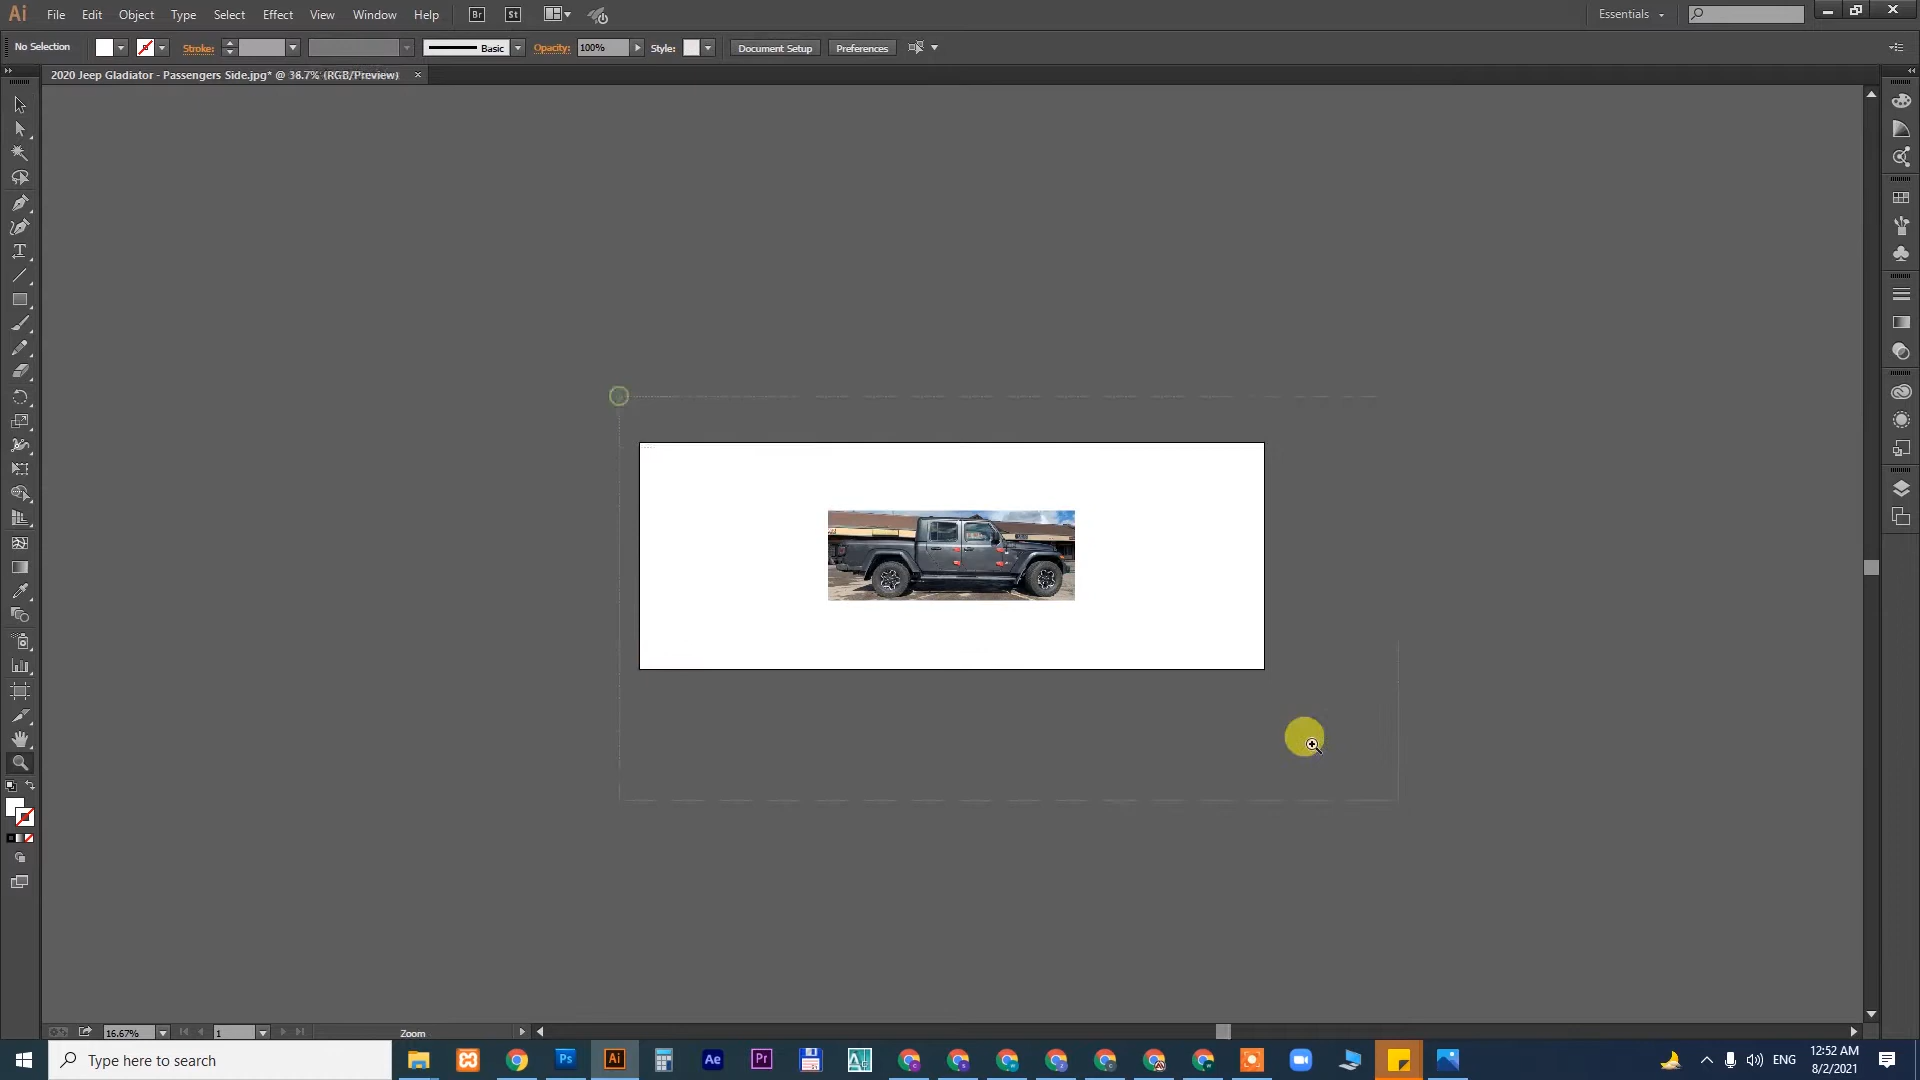 Ai File Edit Object Type Select Effect View Window Help Br St Essentials
No Selection Stroke: Basic Opacity: 100% Style: Document Setup Preferences
2020 Jeep Gladiator - Passengers Side.jpg* @ 36.7% (RGB/Preview)
16.67% 1 Zoom
Type here to search Ps Ai Ae Pr ENG 12:52 AM
8/2/2021